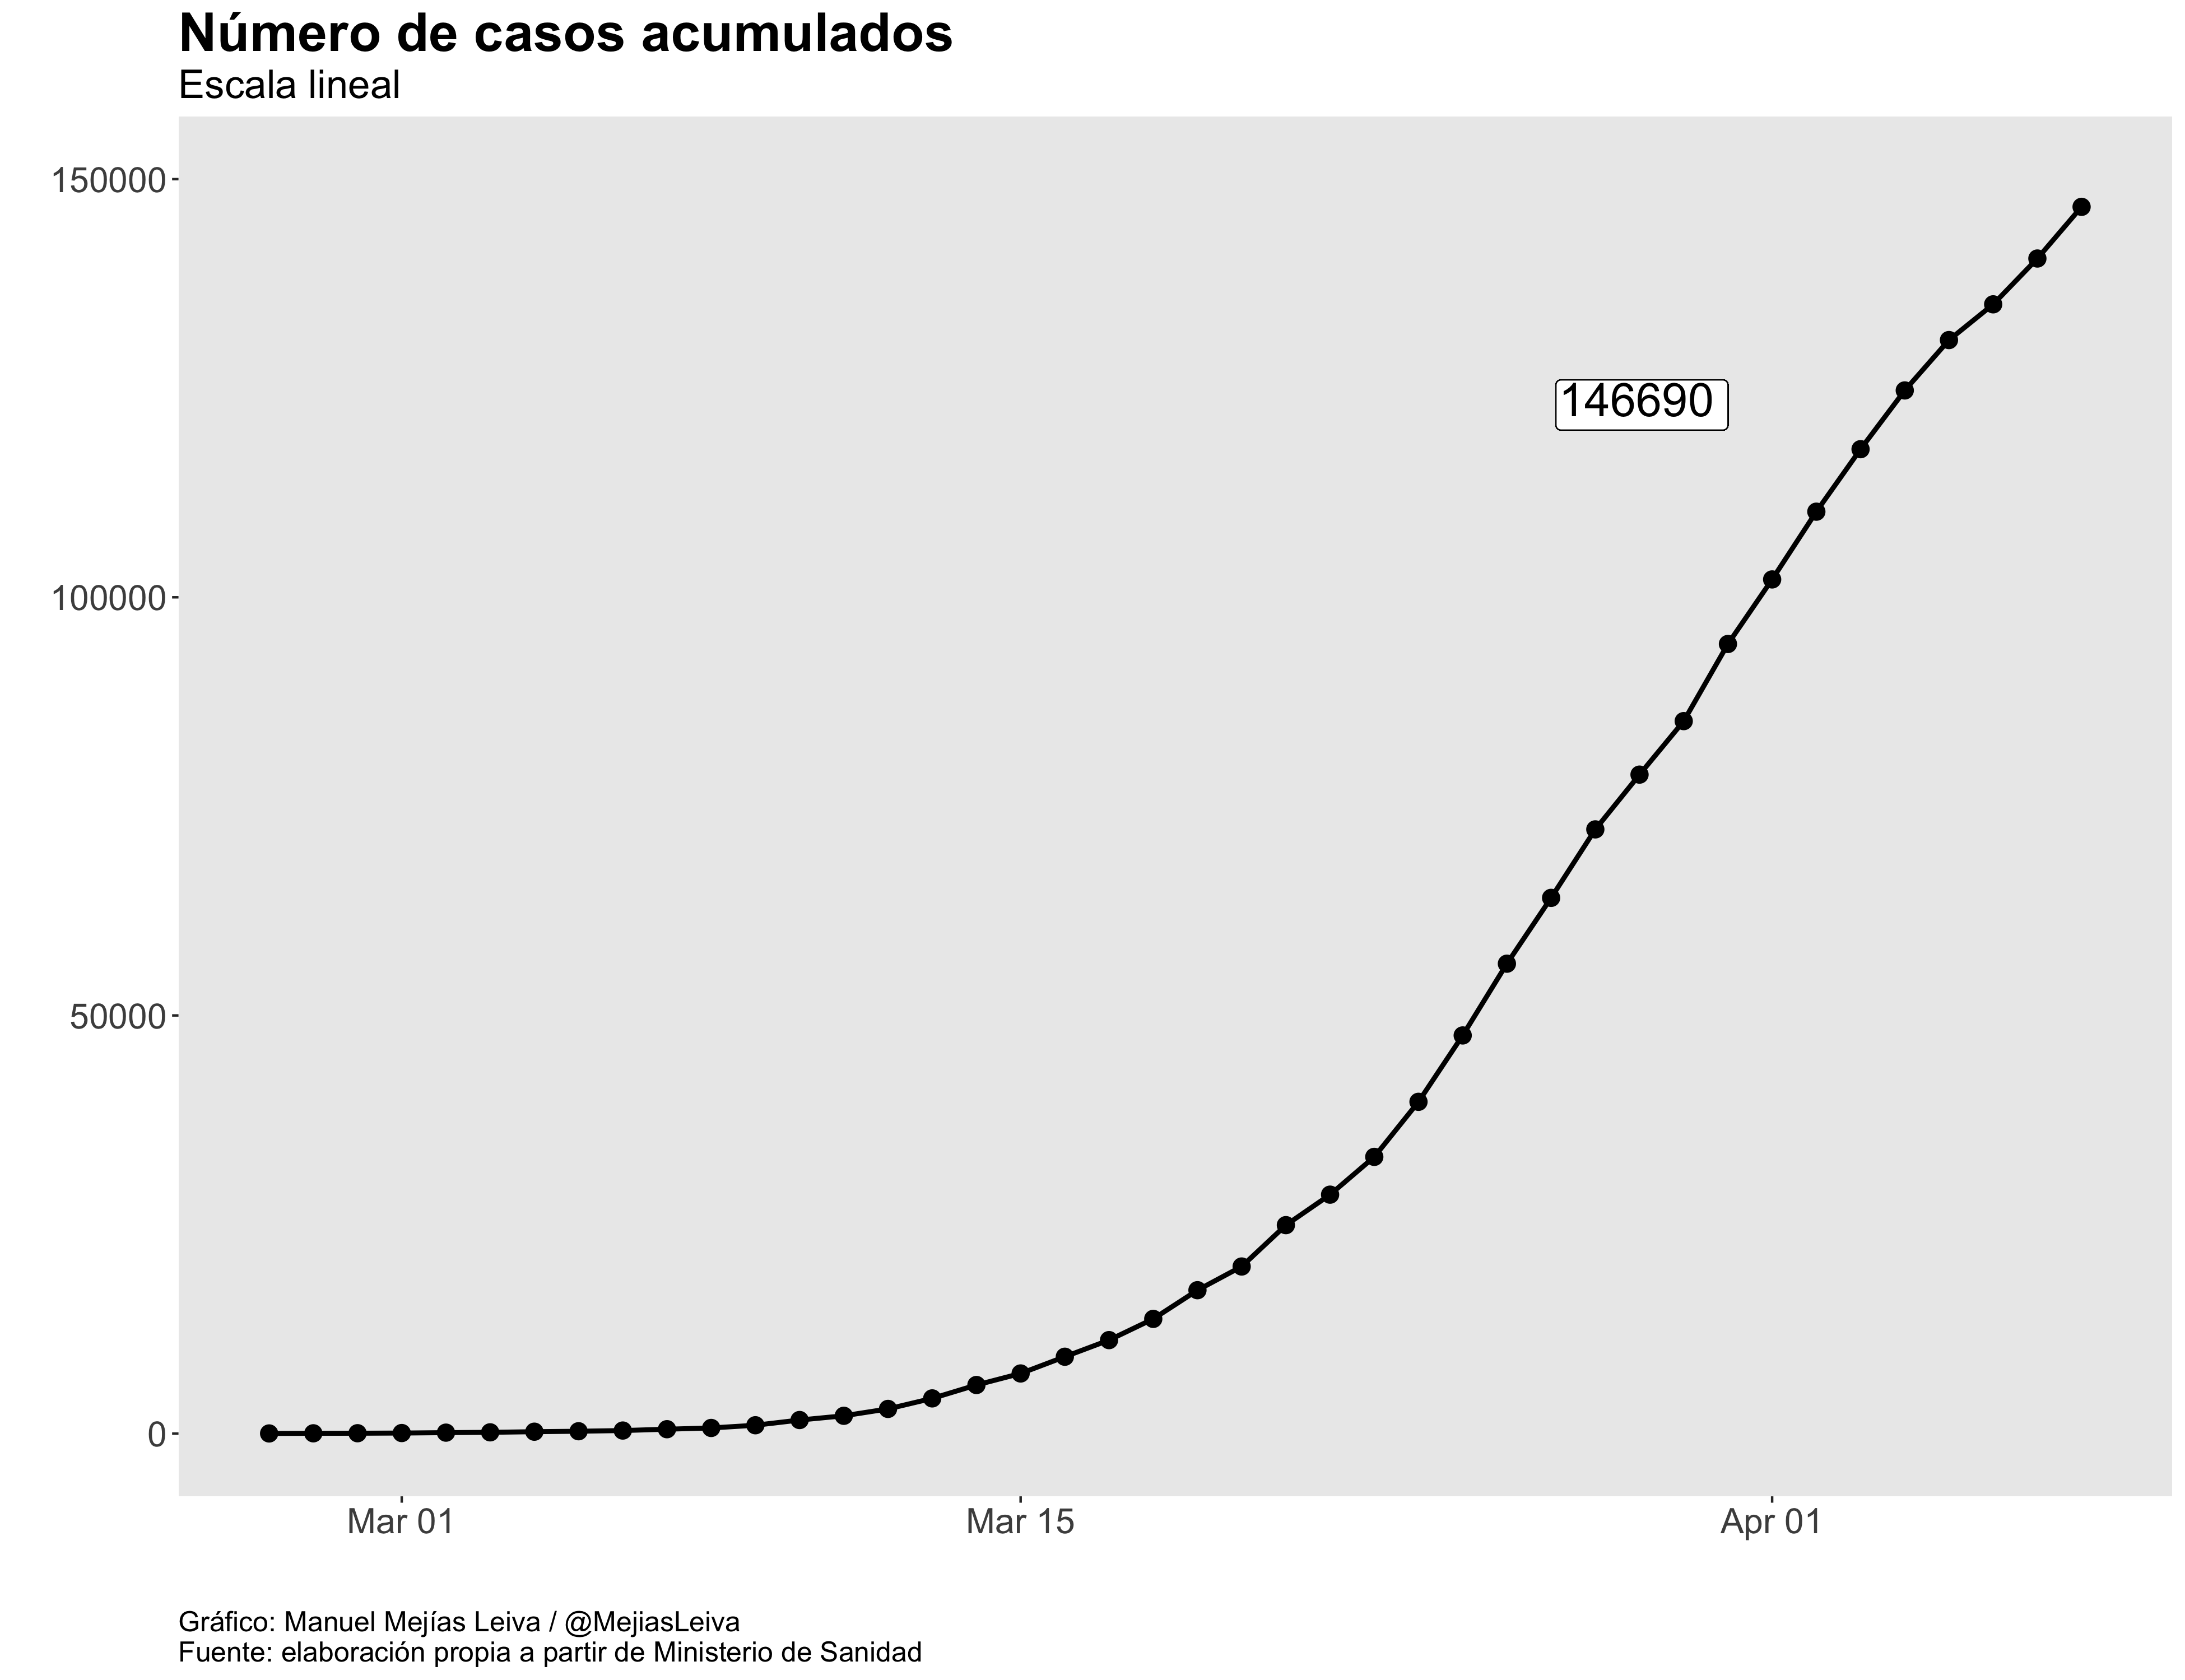 Número de casos acumulados
Escala lineal
150000
146690
100000
50000
0
Mar 01 Mar 15 Apr 01
Gráfico: Manuel Mejías Leiva / @MejiasLeiva
Fuente: elaboración propia a partir de Ministerio de Sanidad